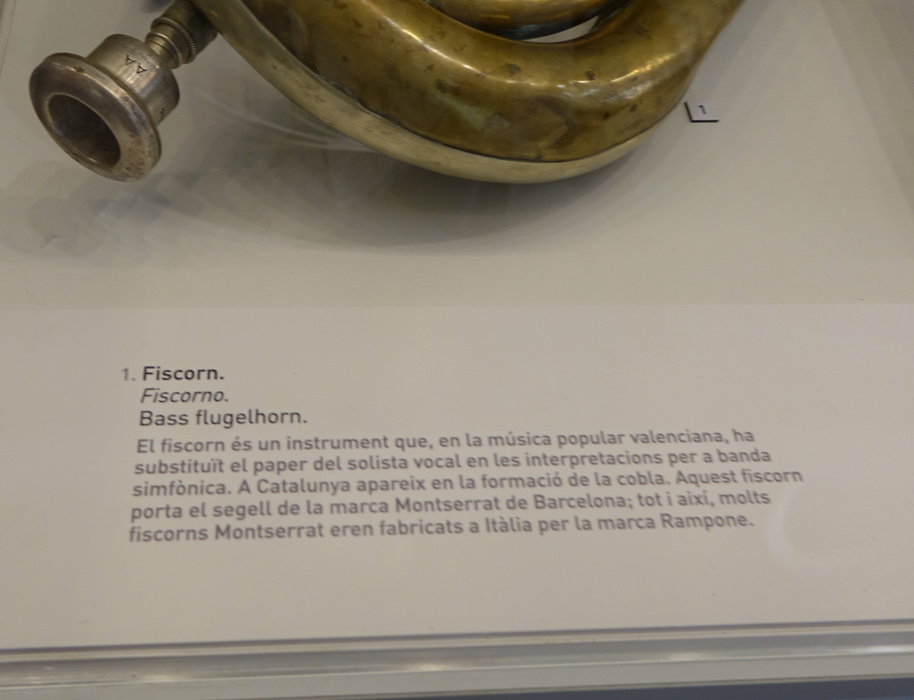 AA
1
1. Fiscorn.
Fiscorno.
Bass flugelhorn.
El fiscorn és un instrument que, en la música popular valenciana, ha
substituït el paper del solista vocal en les interpretacions per a banda
simfònica. A Catalunya apareix en la formació de la cobla. Aquest fiscorn
porta el segell de la marca Montserrat de Barcelona; tot i així, molts
fiscorns Montserrat eren fabricats a Itàlia per la marca Rampone.